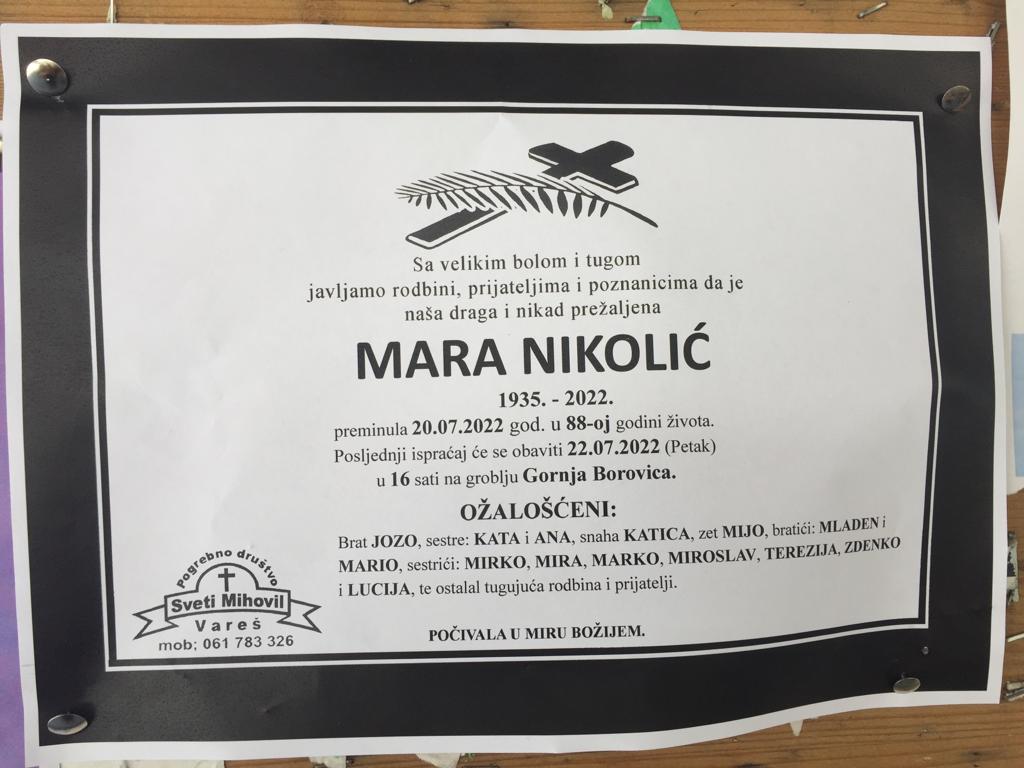 Sa velikim bolom i tugom
javljamo rodbini, prijateljima i poznanicima da je
naša draga i nikad prežaljena
MARA NIKOLIĆ
1935. - 2022.
preminula 20.07.2022 god. u 88-oj godini života.
Posljednji ispraćaj će se obaviti 22.07.2022 (Petak)
u 16 sati na groblju Gornja Borovica.
OŽALOŠĆENI:
Brat JOZO, sestre: KATA i ANA, snaha KATICA, zet MIJO, bratići: MLADEN i
MARIO, sestrići: MIRKO, MIRA, MARKO, MIROSLAV, TEREZIJA, ZDENKO
i LUCIJA, te ostalal tugujuća rodbina i prijatelji.
Pogrebno društvo
Sveti Mihovil
Vareš
mob; 061 783 326
POČIVALA U MIRU BOŽIJEM.